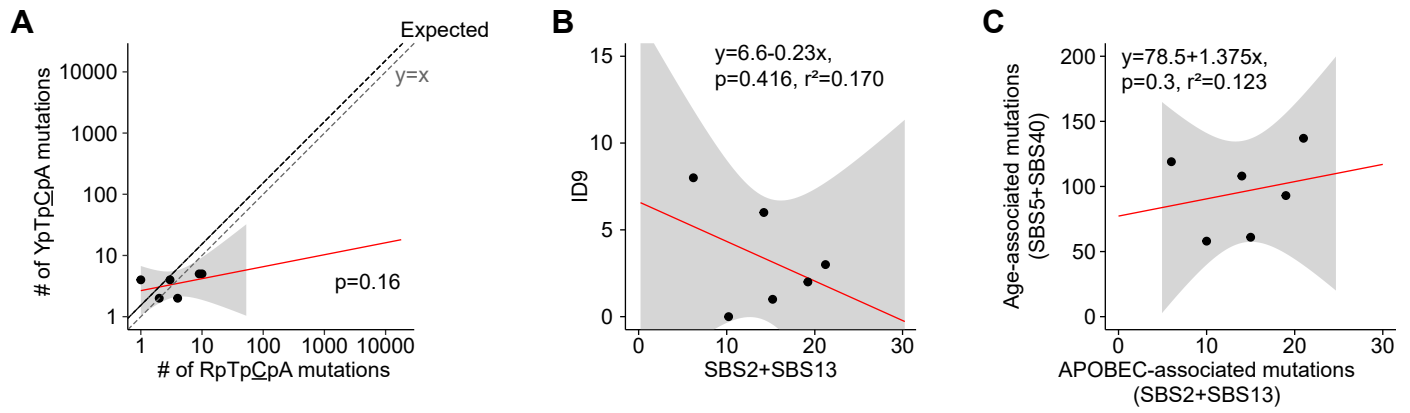 A
Expected
y=x
10000
1000
100
10
1
# of YpTpCpA mutations
p=0.16
1 10 100 1000 10000
# of RpTpCpA mutations
B
y=6.6-0.23x,
p=0.416, r²=0.170
15
10
5
0
ID9
0 10 20 30
SBS2+SBS13
C
y=78.5+1.375x,
p=0.3, r²=0.123
200
150
100
50
0
Age-associated mutations
(SBS5+SBS40)
0 10 20 30
APOBEC-associated mutations
(SBS2+SBS13)